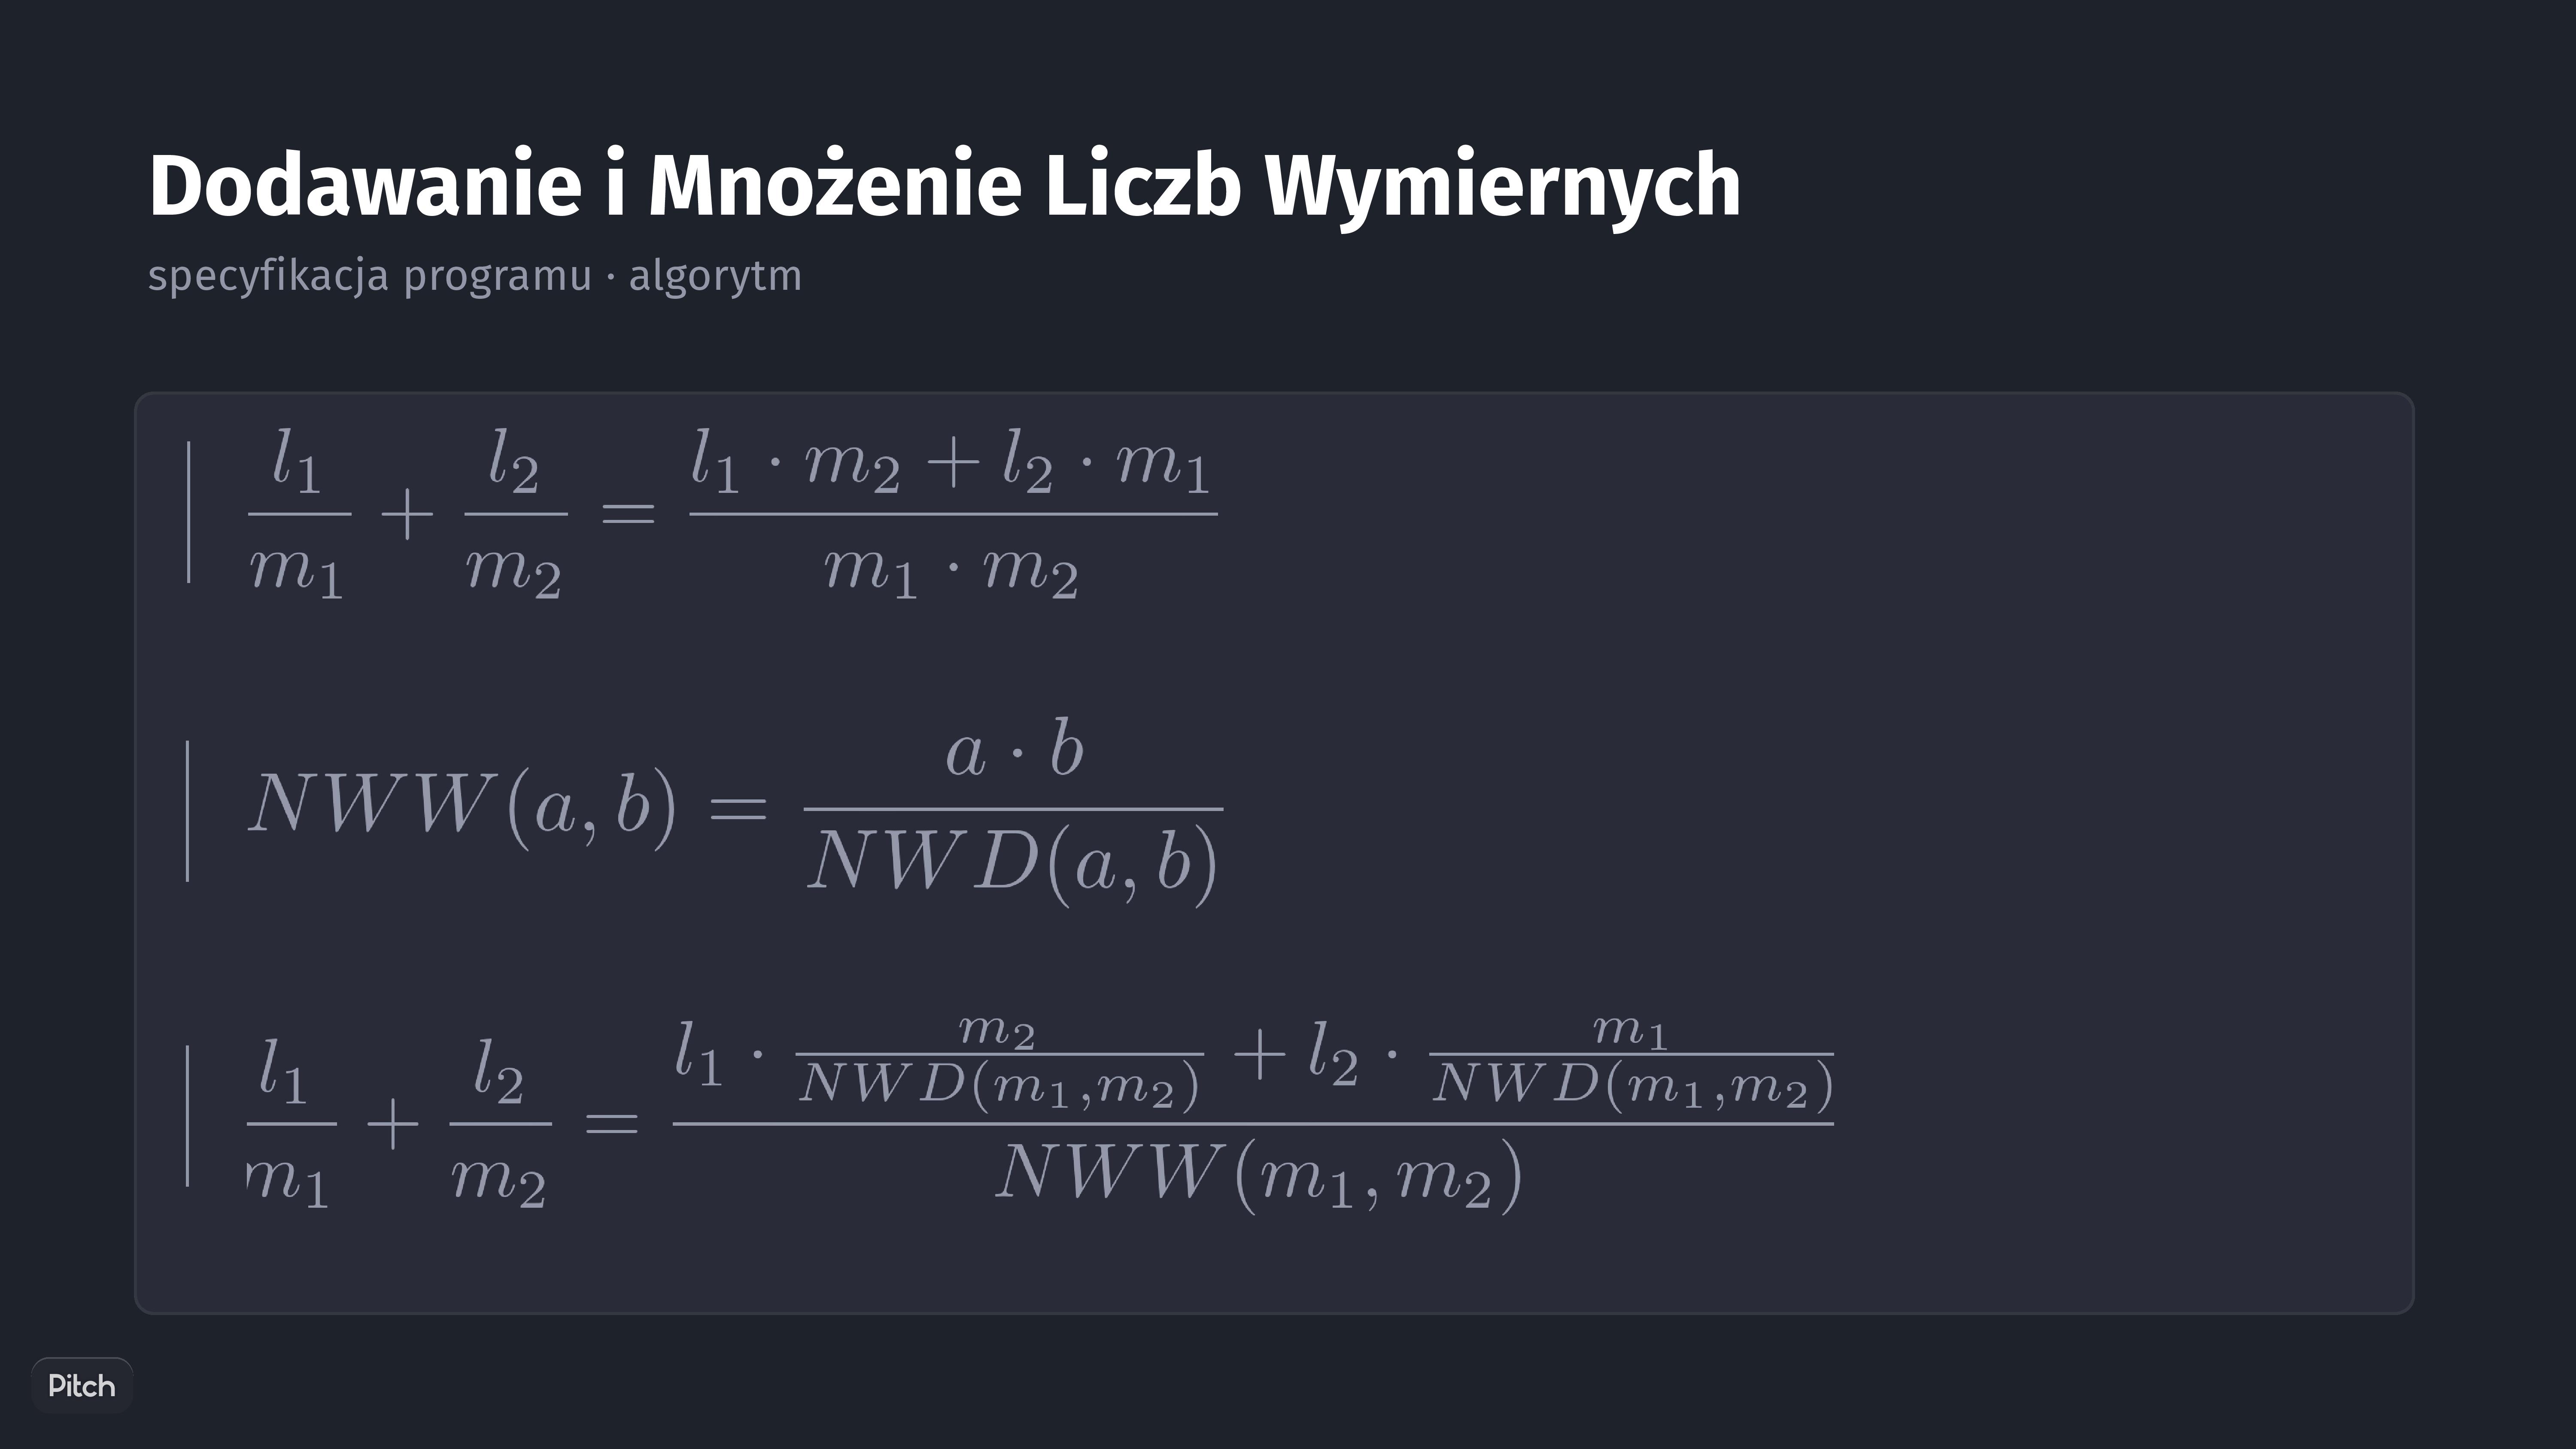 Dodawanie i Mnożenie Liczb Wymiernych
specyfikacja programu · algorytm
\frac{l_1}{m_1} + \frac{l_2}{m_2} = \frac{l_1 \cdot m_2 + l_2 \cdot m_1}{m_1 \cdot m_2}
NWW(a, b) = \frac{a \cdot b}{NWD(a, b)}
\frac{l_1}{m_1} + \frac{l_2}{m_2} = \frac{l_1 \cdot \frac{m_2}{NWD(m_1,m_2)} + l_2 \cdot \frac{m_1}{NWD(m_1,m_2)}}{NWW(m_1, m_2)}
Pitch